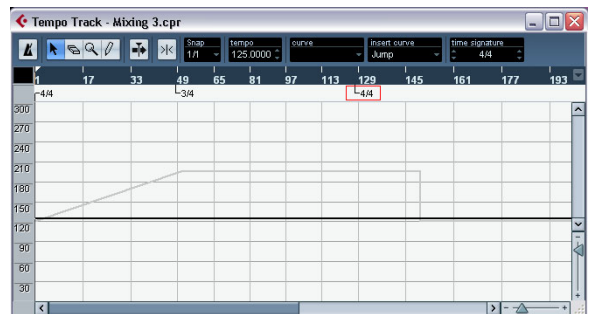 Tempo Track - Mixing 3.cpr
Snap tempo curve insert curve time signature
1/1 125.0000 Jump 4/4
1 17 33 49 65 81 97 113 129 145 161 177 193
4/4 3/4 4/4
300
270
240
210
180
150
120
90
60
30